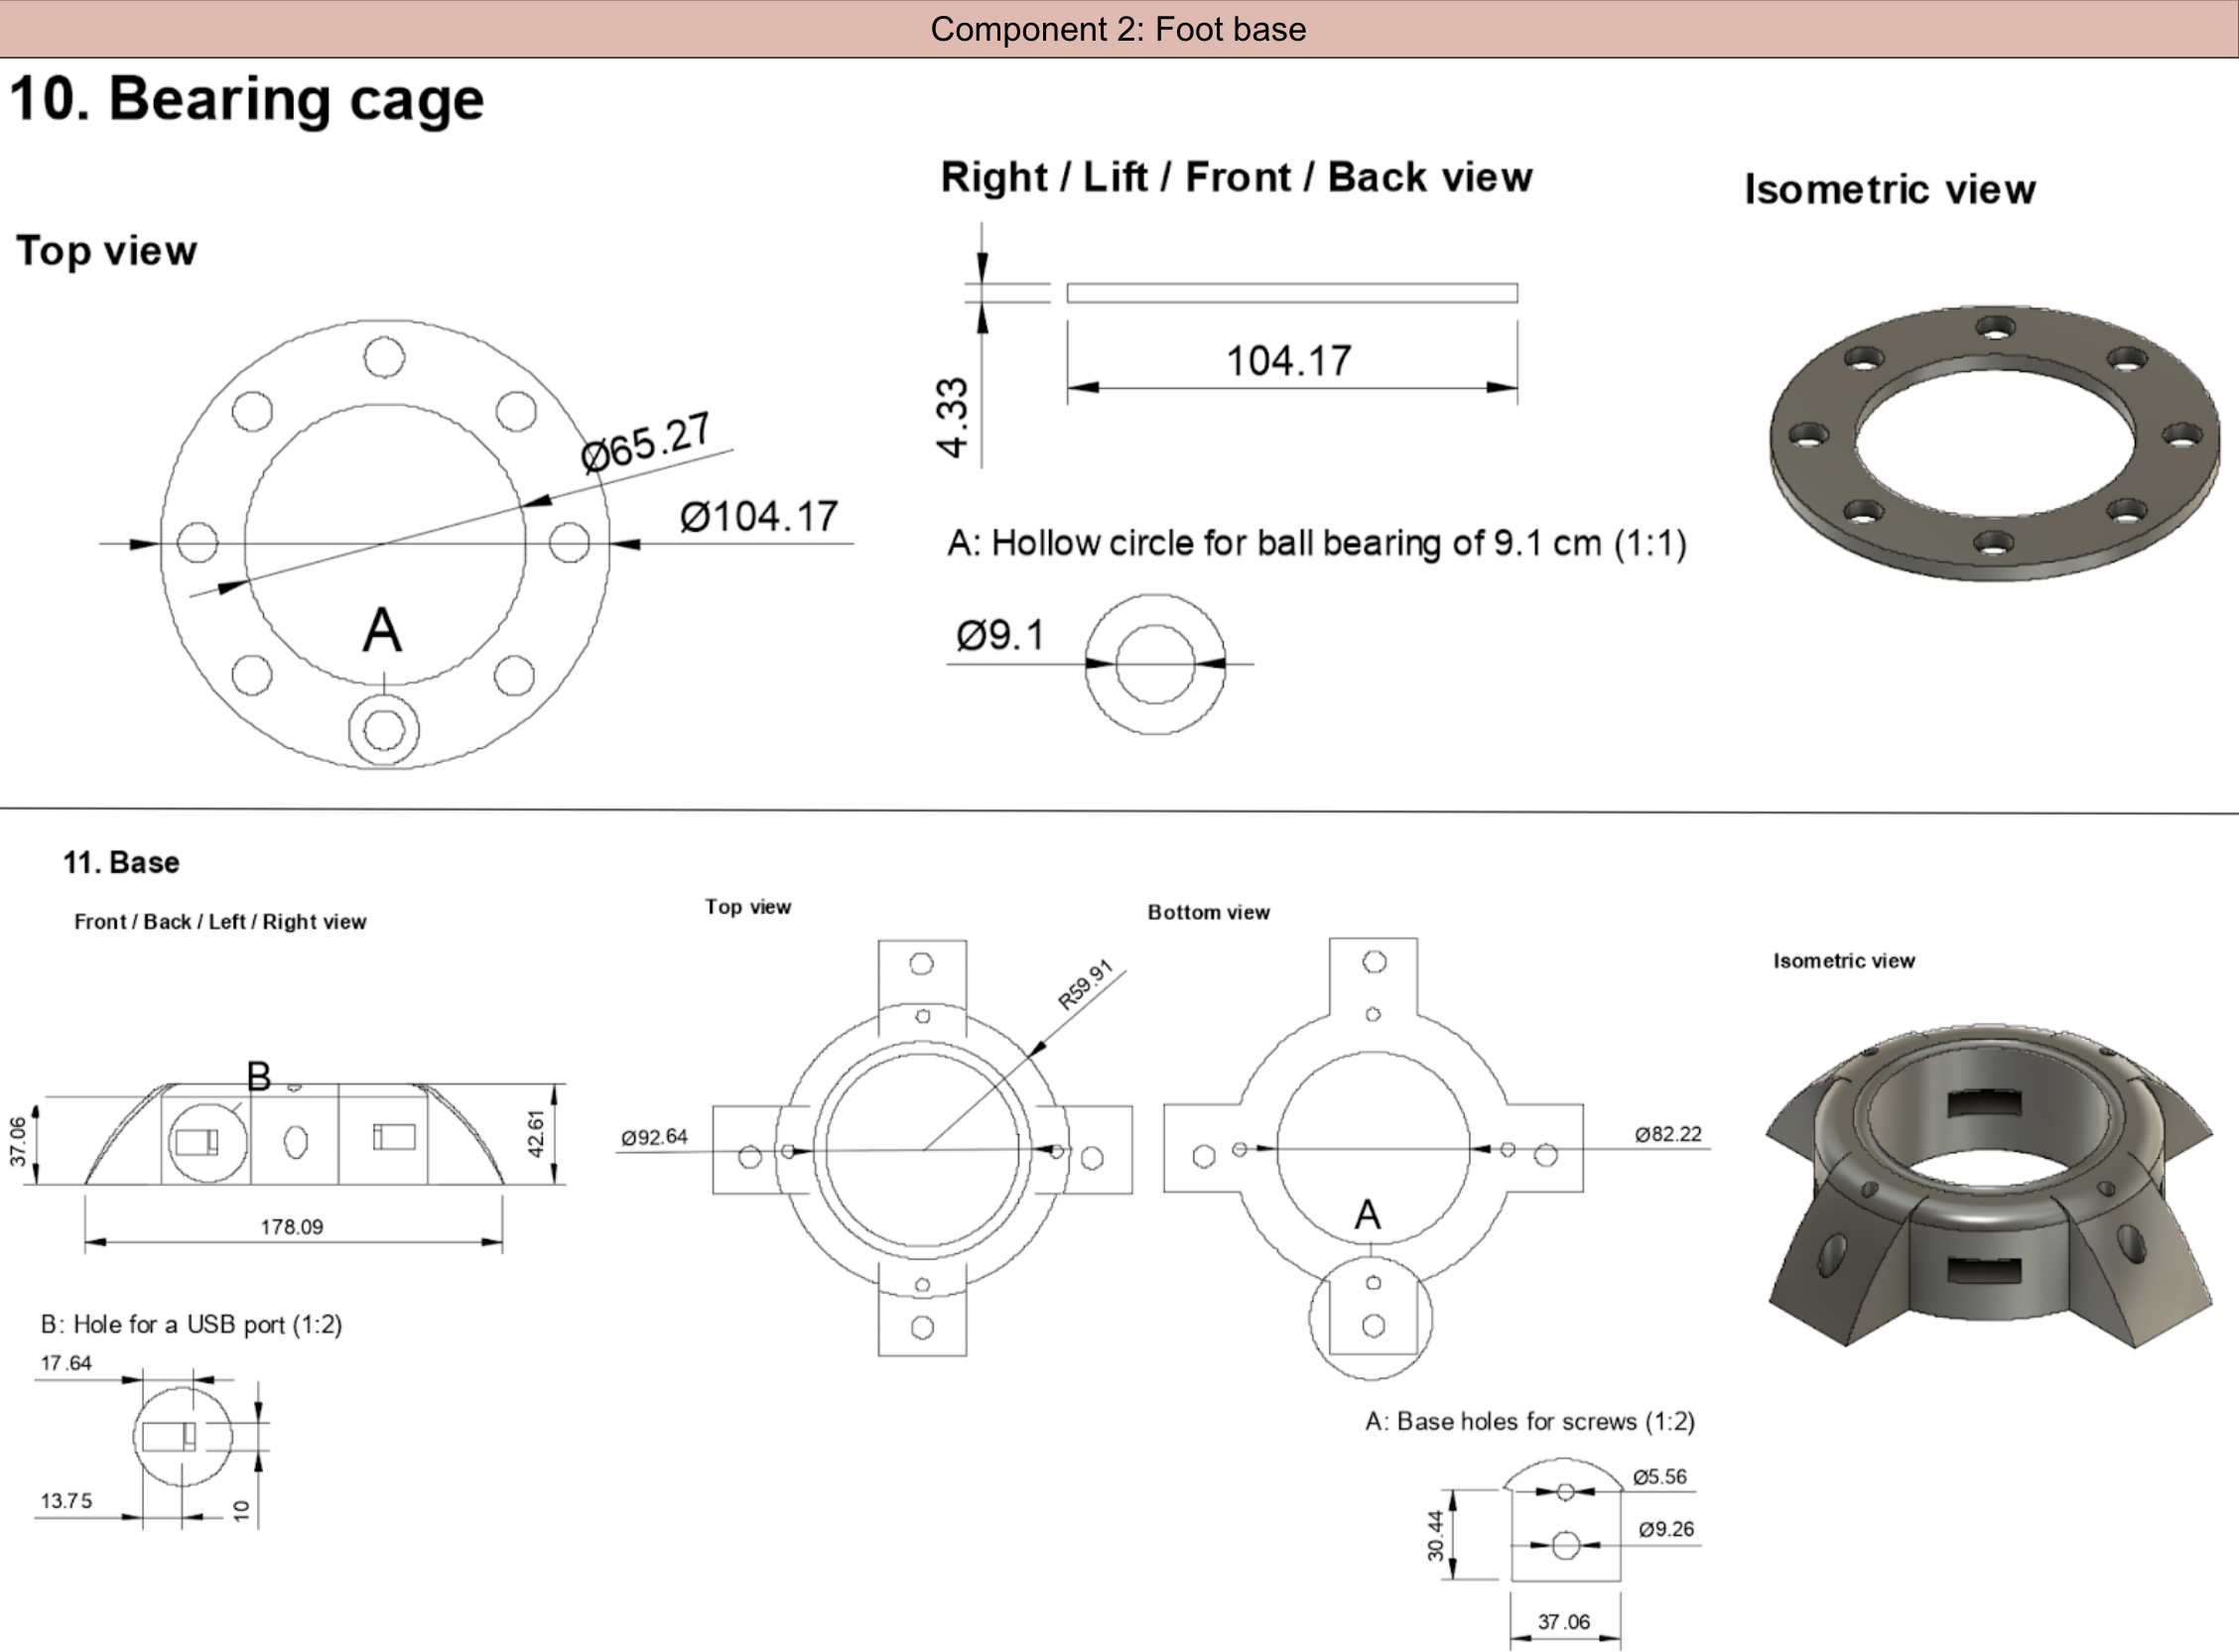 Component 2: Foot base
10. Bearing cage
Right / Lift / Front / Back view
Isometric view
Top view
104.17
4.33
Ø65.27
Ø104.17
A: Hollow circle for ball bearing of 9.1 cm (1:1)
A
Ø9.1
11. Base
Front / Back / Left / Right view
Top view
Bottom view
Isometric view
B
37.06
42.61
178.09
R59.91
Ø92.64
Ø82.22
A
B: Hole for a USB port (1:2)
17.64
13.75
10
A: Base holes for screws (1:2)
Ø5.56
30.44
Ø9.26
37.06